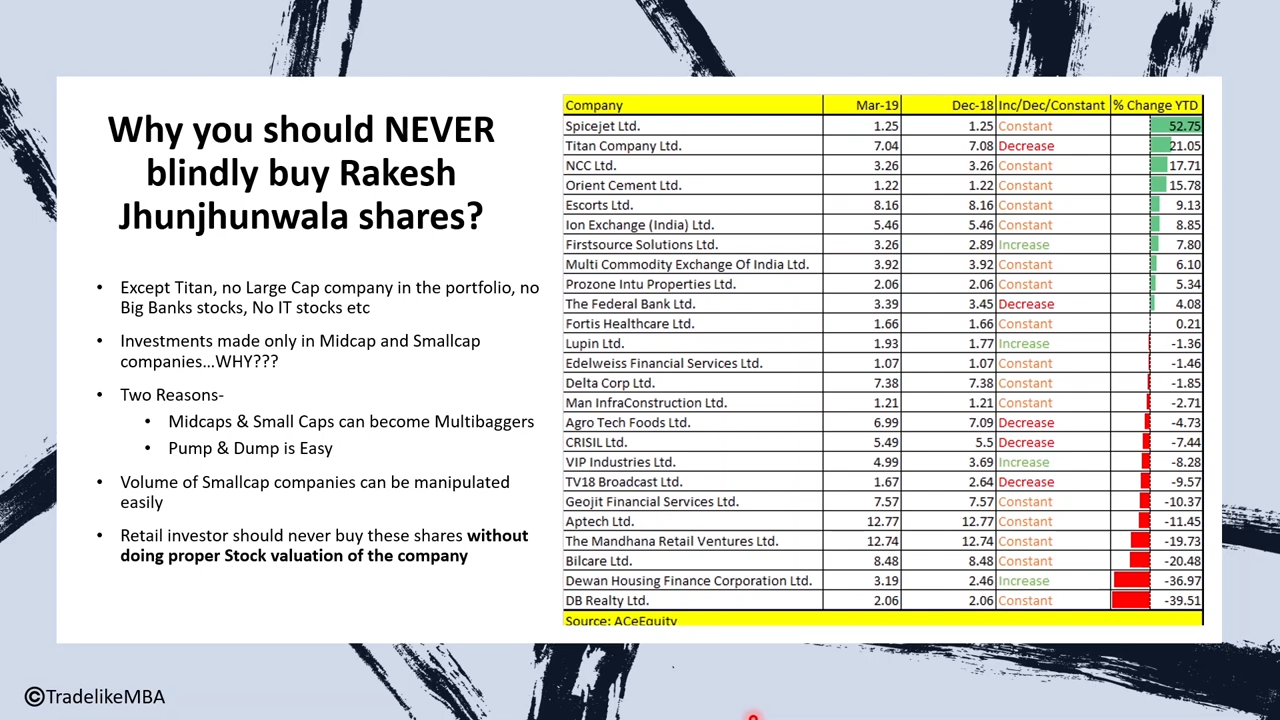 Why you should NEVER
blindly buy Rakesh
Jhunjhunwala shares?
• Except Titan, no Large Cap company in the portfolio, no
Big Banks stocks, No IT stocks etc
• Investments made only in Midcap and Smallcap
companies...WHY???
• Two Reasons-
• Midcaps & Small Caps can become Multibaggers
• Pump & Dump is Easy
• Volume of Smallcap companies can be manipulated
easily
• Retail investor should never buy these shares without
doing proper Stock valuation of the company
Company Mar-19 Dec-18 Inc/Dec/Constant % Change YTD
Spicejet Ltd. 1.25 1.25 Constant 52.75
Titan Company Ltd. 7.04 7.08 Decrease 21.05
NCC Ltd. 3.26 3.26 Constant 17.71
Orient Cement Ltd. 1.22 1.22 Constant 15.78
Escorts Ltd. 8.16 8.16 Constant 9.13
Ion Exchange (India) Ltd. 5.46 5.46 Constant 8.85
Firstsource Solutions Ltd. 3.26 2.89 Increase 7.80
Multi Commodity Exchange Of India Ltd. 3.92 3.92 Constant 6.10
Prozone Intu Properties Ltd. 2.06 2.06 Constant 5.34
The Federal Bank Ltd. 3.39 3.45 Decrease 4.08
Fortis Healthcare Ltd. 1.66 1.66 Constant 0.21
Lupin Ltd. 1.93 1.77 Increase -1.36
Edelweiss Financial Services Ltd. 1.07 1.07 Constant -1.46
Delta Corp Ltd. 7.38 7.38 Constant -1.85
Man InfraConstruction Ltd. 1.21 1.21 Constant -2.71
Agro Tech Foods Ltd. 6.99 7.09 Decrease -4.73
CRISIL Ltd. 5.49 5.5 Decrease -7.44
VIP Industries Ltd. 4.99 3.69 Increase -8.28
TV18 Broadcast Ltd. 1.67 2.64 Decrease -9.57
Geojit Financial Services Ltd. 7.57 7.57 Constant -10.37
Aptech Ltd. 12.77 12.77 Constant -11.45
The Mandhana Retail Ventures Ltd. 12.74 12.74 Constant -19.73
Bilcare Ltd. 8.48 8.48 Constant -20.48
Dewan Housing Finance Corporation Ltd. 3.19 2.46 Increase -36.97
DB Realty Ltd. 2.06 2.06 Constant -39.51
Source: ACeEquity
©TradelikeMBA